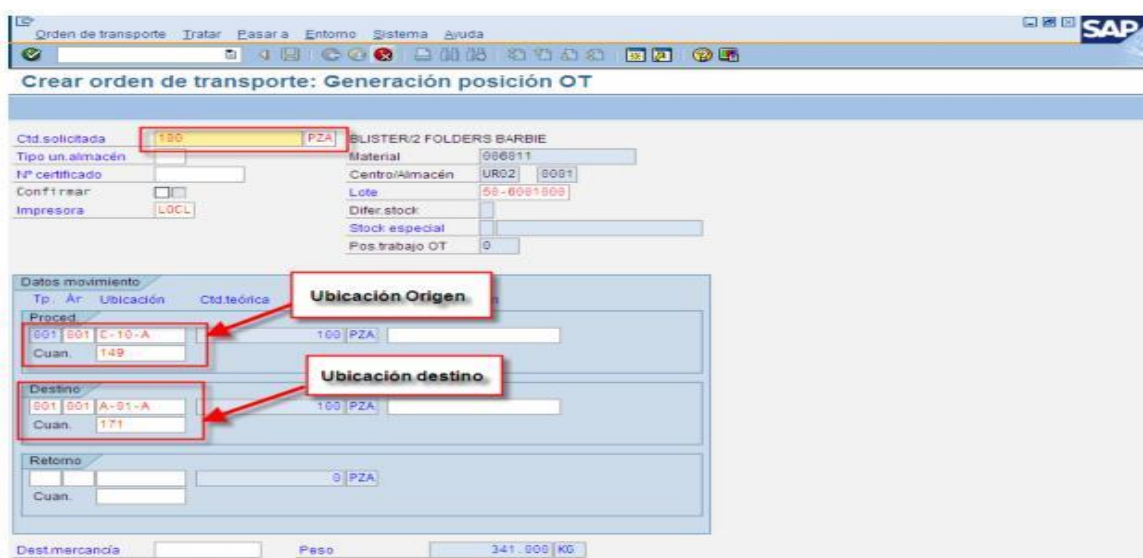 Orden de transporte Tratar Pasar a Entorno Sistema Ayuda
SAP
Crear orden de transporte: Generación posición OT
Ctd.solicitada 100 PZA BLISTER/2 FOLDERS BARBIE
Tipo un.almacén Material
Nº certificado Centro/Almacén UR02 0001
Confirmar Lote
Impresora LOCL Difer.stock
Stock especial
Pos.trabajo OT 0
Datos movimiento
Tp. Ár Ubicación Ctd.teórica
Ubicación Origen
Proced.
001 001 C-10-A 100 PZA
Cuan. 149
Ubicación destino
Destino
001 001 A-01-A 100 PZA
Cuan. 171
Retorno
0 PZA
Cuan.
Dest.mercancía Peso 341.000 KG